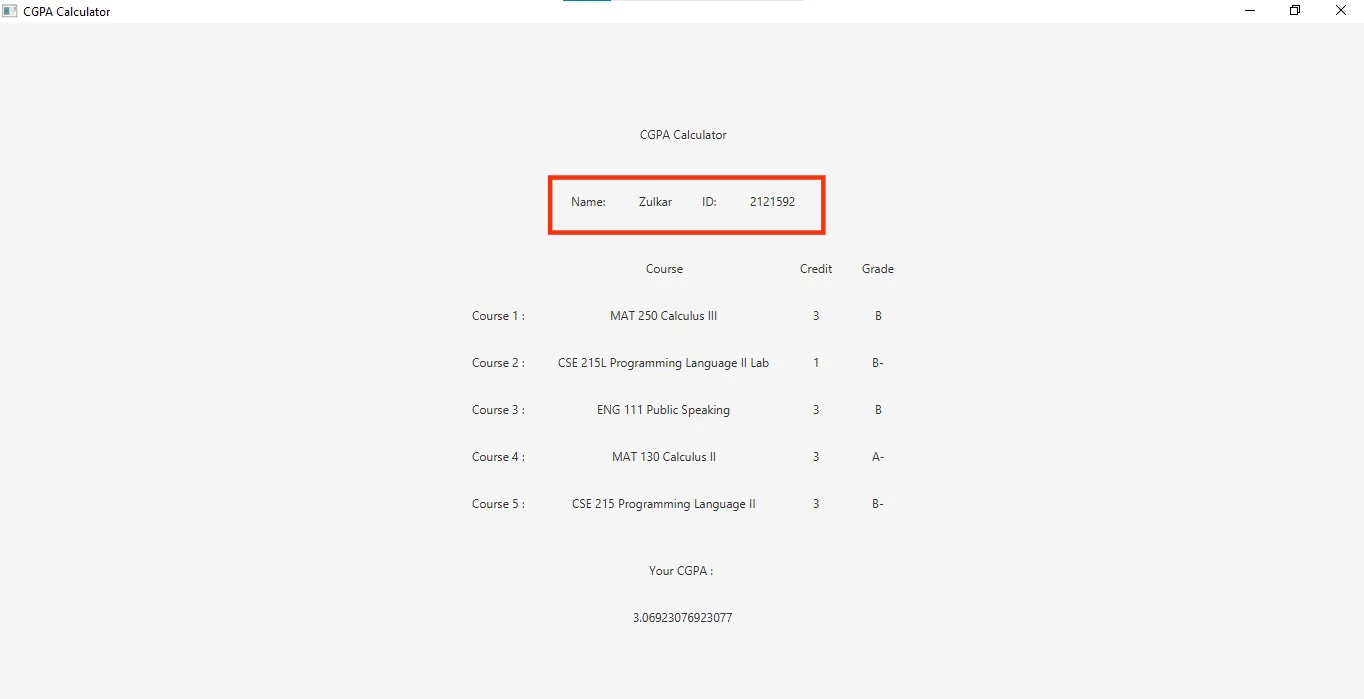 CGPA Calculator
CGPA Calculator
Name: Zulkar ID: 2121592
Course Credit Grade
Course 1 : MAT 250 Calculus III 3 B
Course 2 : CSE 215L Programming Language II Lab 1 B-
Course 3 : ENG 111 Public Speaking 3 B
Course 4 : MAT 130 Calculus II 3 A-
Course 5 : CSE 215 Programming Language II 3 B-
Your CGPA :
3.06923076923077